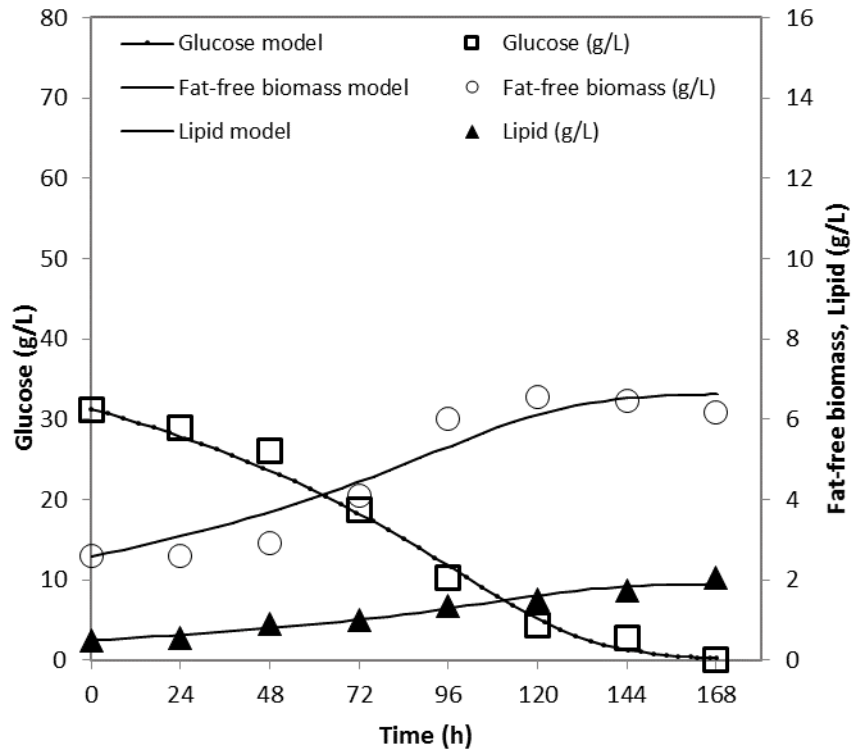 80
70
60
50
40
30
20
10
0
Glucose (g/L)
Glucose model
Fat-free biomass model
Lipid model
Glucose (g/L)
Fat-free biomass (g/L)
Lipid (g/L)
16
14
12
10
8
6
4
2
0
Fat-free biomass, Lipid (g/L)
0 24 48 72 96 120 144 168
Time (h)